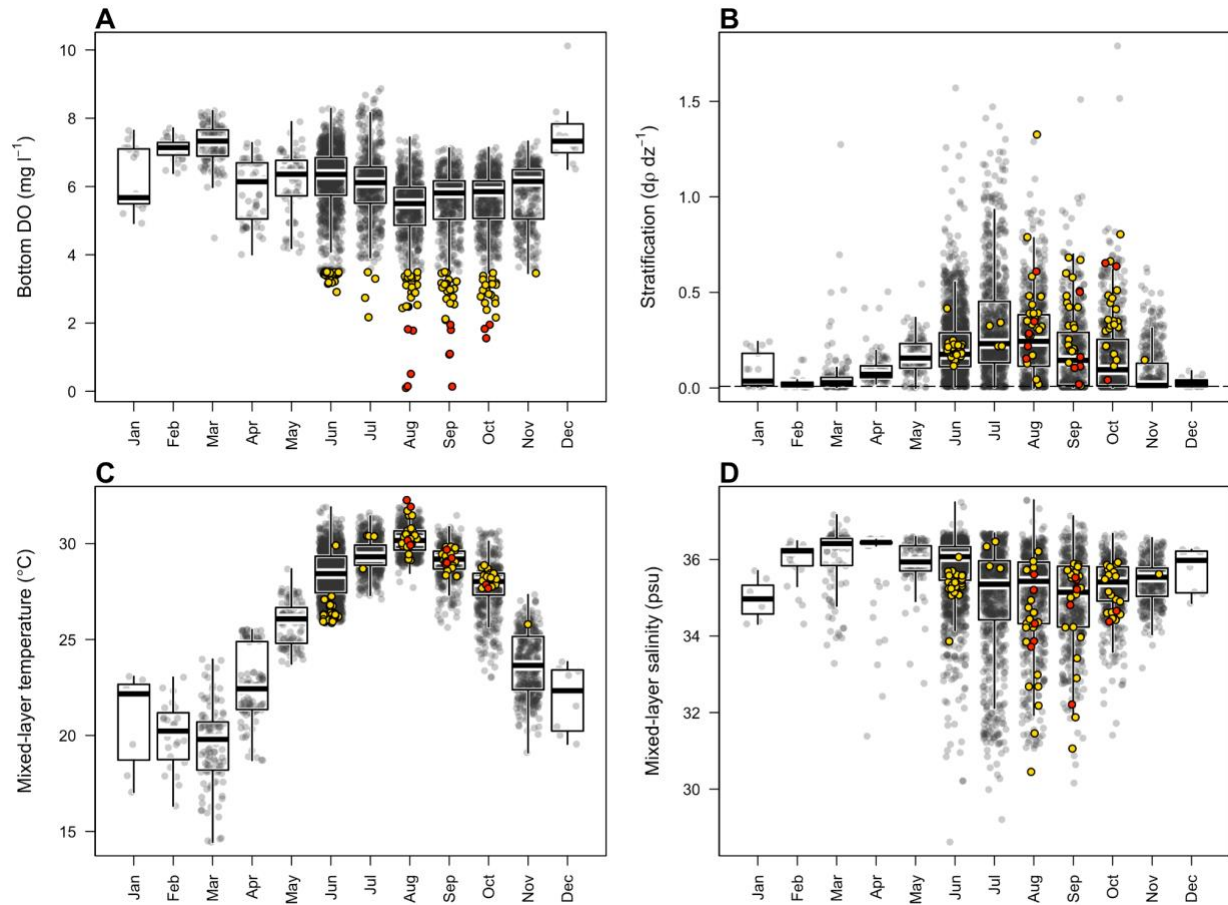 A
Bottom DO (mg l⁻¹)
10
8
6
4
2
0
Jan Feb Mar Apr May Jun Jul Aug Sep Oct Nov Dec
B
Stratification (dρ dz⁻¹)
1.5
1.0
0.5
0.0
Jan Feb Mar Apr May Jun Jul Aug Sep Oct Nov Dec
C
Mixed-layer temperature (°C)
30
25
20
15
Jan Feb Mar Apr May Jun Jul Aug Sep Oct Nov Dec
D
Mixed-layer salinity (psu)
36
34
32
30
Jan Feb Mar Apr May Jun Jul Aug Sep Oct Nov Dec